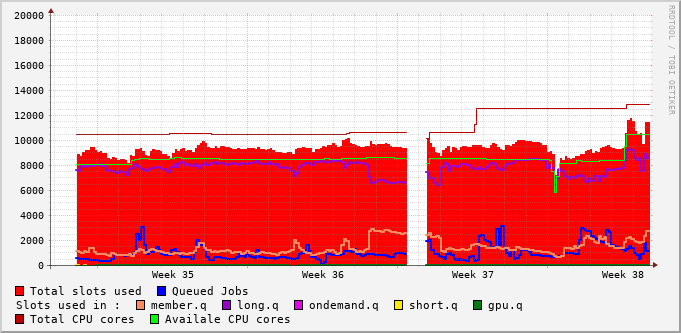 RRDTOOL / TOBI OETIKER
20000
18000
16000
14000
12000
10000
8000
6000
4000
2000
0
Week 35 Week 36 Week 37 Week 38
Total slots used Queued Jobs
Slots used in : member.q long.q ondemand.q short.q gpu.q
Total CPU cores Availale CPU cores